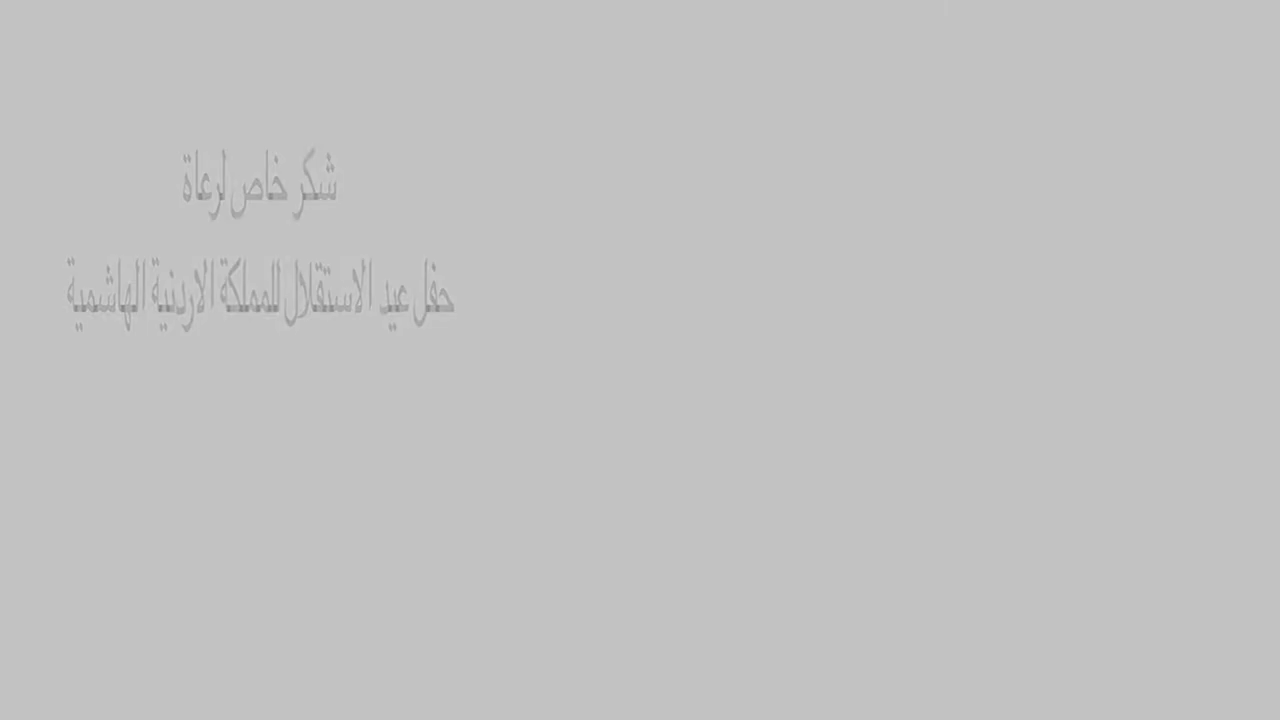 شكر خاص لرعاة
حفل عيد الاستقلال للمملكة الاردنية الهاشمية